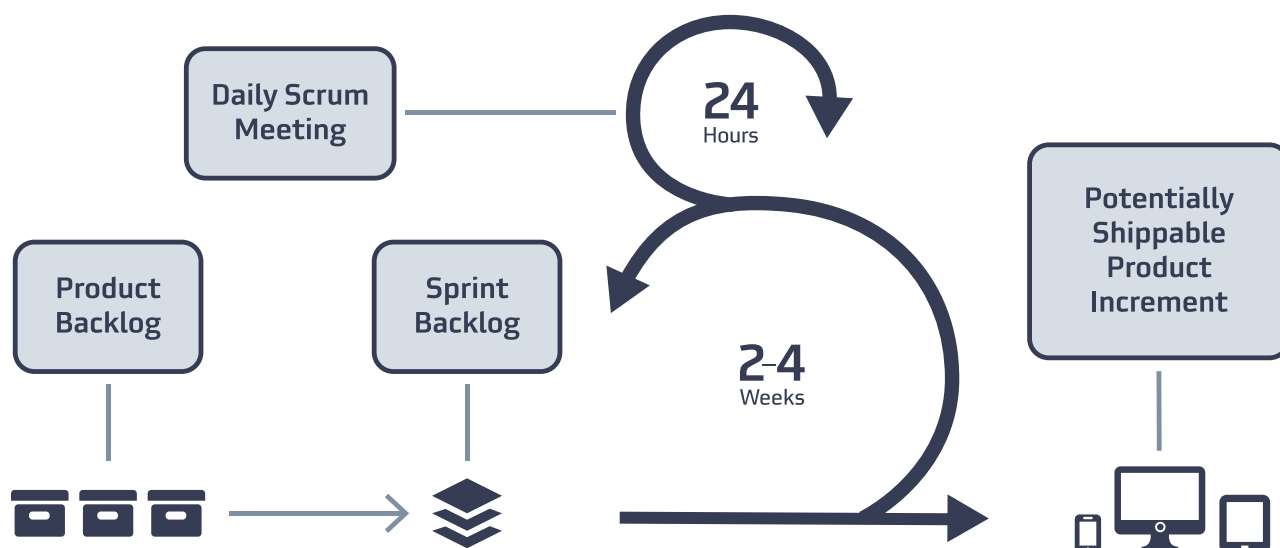 Daily Scrum
Meeting
24
Hours
Product
Backlog
Sprint
Backlog
2–4
Weeks
Potentially
Shippable
Product
Increment